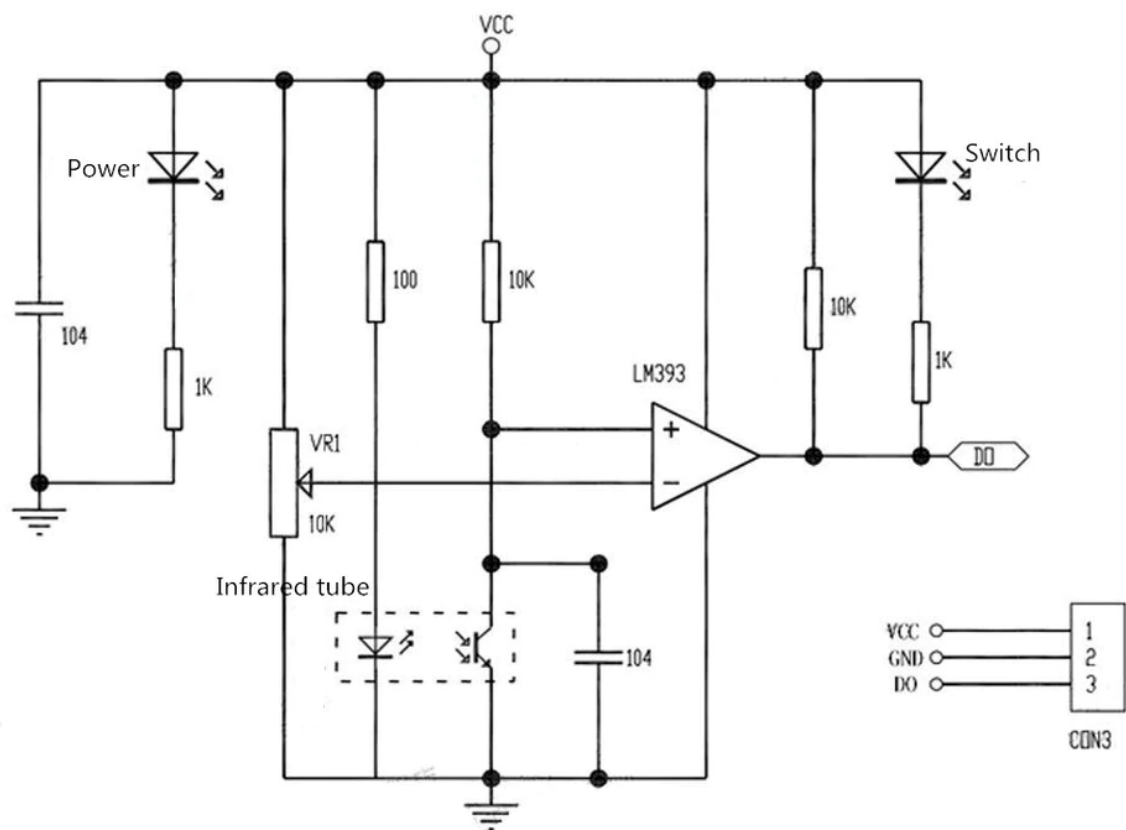 VCC
Power
Switch
100
10K
10K
104
1K
1K
LM393
+
VR1
−
DO
10K
Infrared tube
104
VCC
1
GND
2
DO
3
CON3